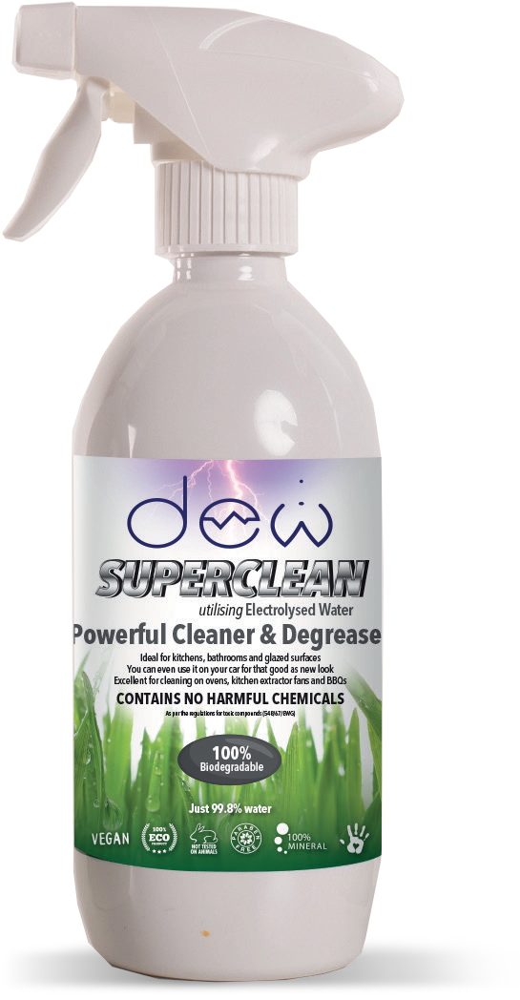 dew
SUPERCLEAN
utilising Electrolysed Water
Powerful Cleaner & Degrease
Ideal for kitchens, bathrooms and glazed surfaces
You can even use it on your car for that good as new look
Excellent for cleaning on ovens, kitchen extractor fans and BBQs
CONTAINS NO HARMFUL CHEMICALS
As per the regulations for toxic compounds (548/67/BWG)
100%
Biodegradable
Just 99.8% water
VEGAN
100%
ECO
PRODUCT
NOT TESTED
ON ANIMALS
PARABEN
FREE
100%
MINERAL